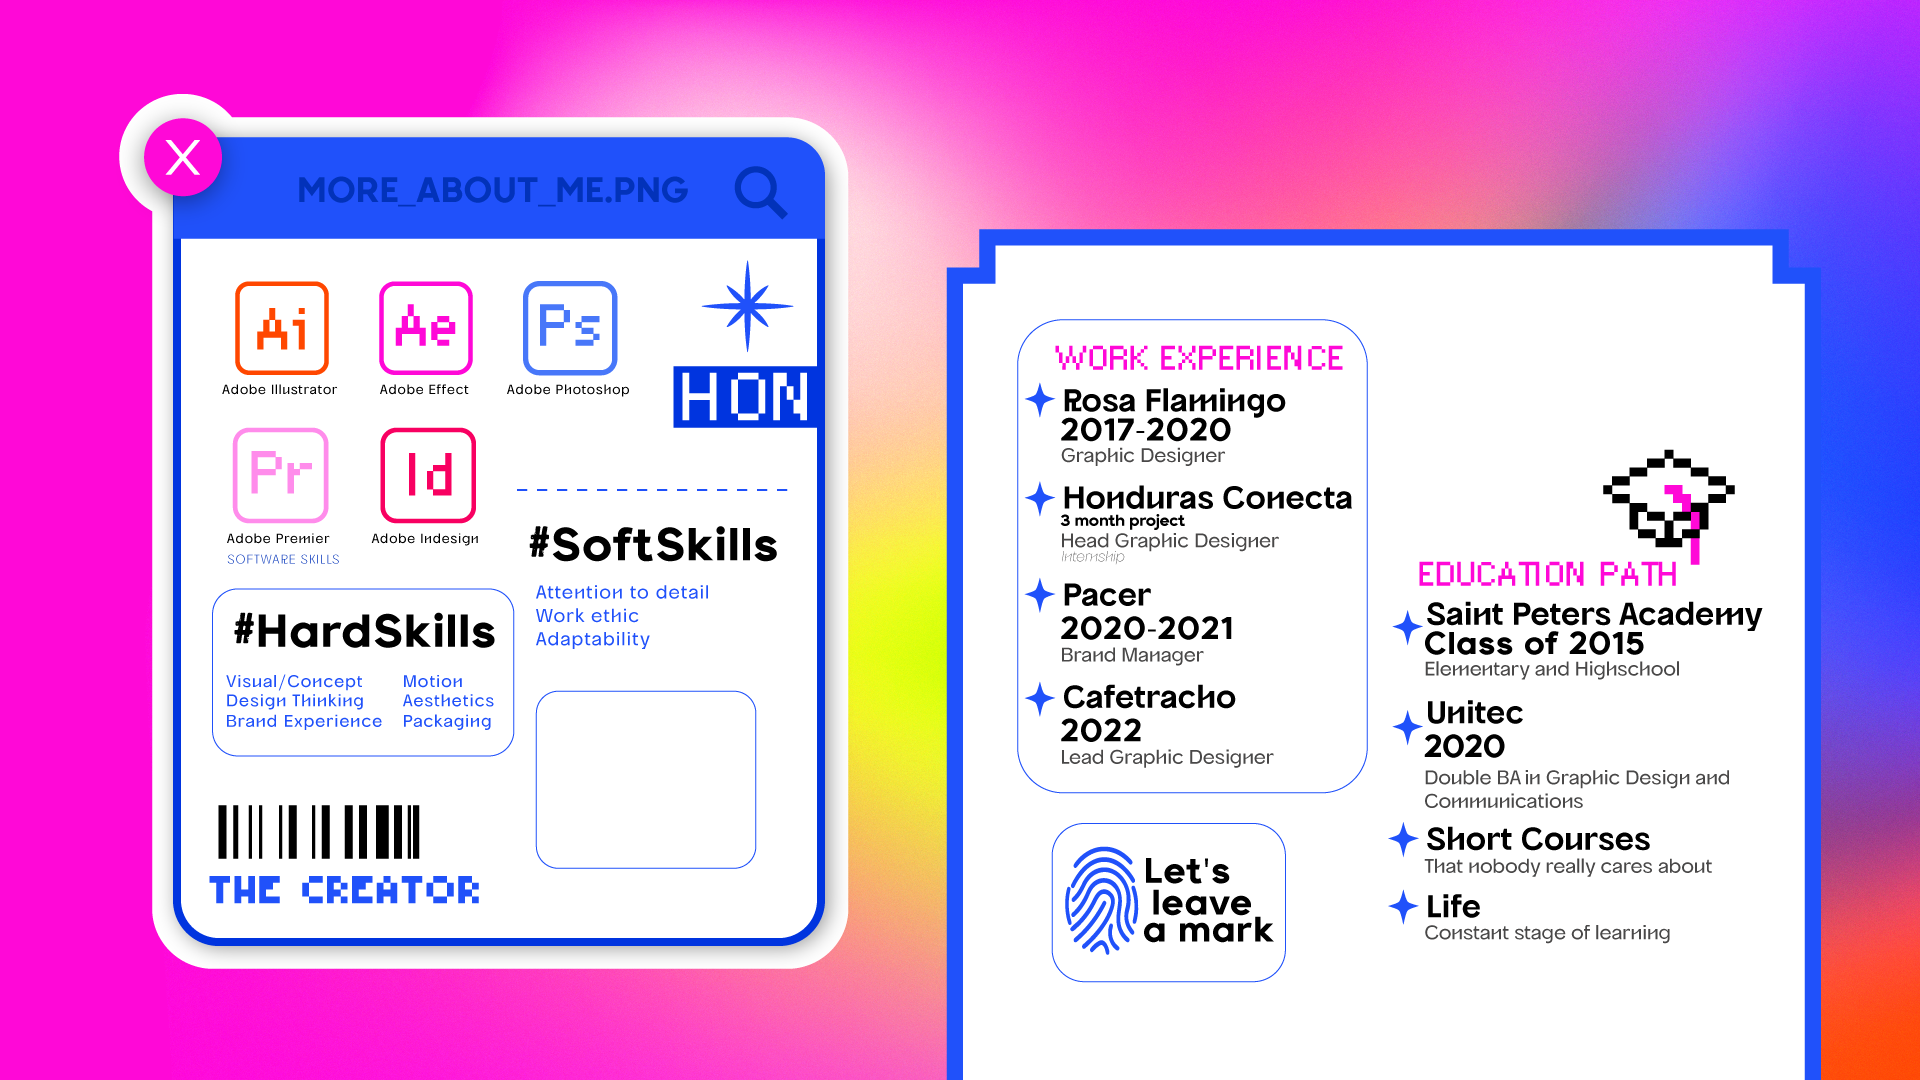 X
MORE_ABOUT_ME.PNG
Ai
Ae
Ps
Adobe Illustrator
Adobe Effect
Adobe Photoshop
HON
Pr
Id
Adobe Premier
Adobe Indesign
SOFTWARE SKILLS
#SoftSkills
Attention to detail
Work ethic
Adaptability
#HardSkills
Visual/Concept
Design Thinking
Brand Experience
Motion
Aesthetics
Packaging
THE CREATOR
WORK EXPERIENCE
Rosa Flamingo
2017-2020
Graphic Designer
Honduras Conecta
3 month project
Head Graphic Designer
Internship
Pacer
2020-2021
Brand Manager
Cafetracho
2022
Lead Graphic Designer
Let's
leave
a mark
EDUCATION PATH
Saint Peters Academy
Class of 2015
Elementary and Highschool
Unitec
2020
Double BA in Graphic Design and
Communications
Short Courses
That nobody really cares about
Life
Constant stage of learning